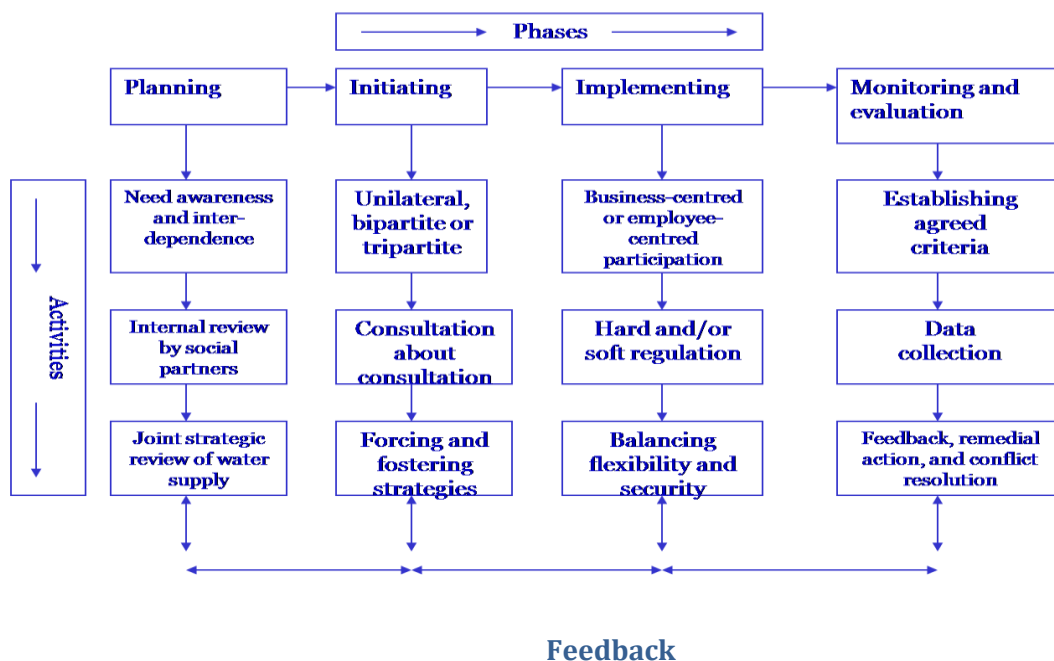 Phases
Planning
Initiating
Implementing
Monitoring and
evaluation
Activities
Need awareness
and inter-
dependence
Unilateral,
bipartite or
tripartite
Business-centred
or employee-
centred
participation
Establishing
agreed
criteria
Internal review
by social
partners
Consultation
about
consultation
Hard and/or
soft regulation
Data
collection
Joint strategic
review of water
supply
Forcing and
fostering
strategies
Balancing
flexibility and
security
Feedback, remedial
action, and conflict
resolution
Feedback